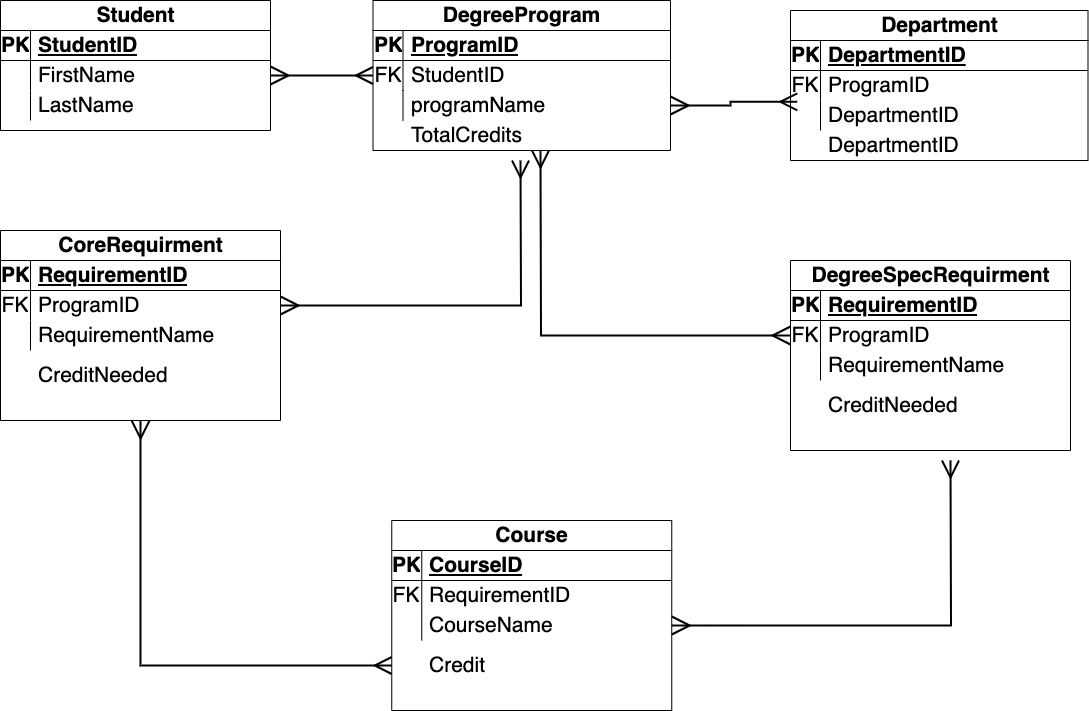 Student
PK StudentID
FirstName
LastName
DegreeProgram
PK ProgramID
FK StudentID
programName
TotalCredits
Department
PK DepartmentID
FK ProgramID
DepartmentID
DepartmentID
CoreRequirment
PK RequirementID
FK ProgramID
RequirementName
CreditNeeded
DegreeSpecRequirment
PK RequirementID
FK ProgramID
RequirementName
CreditNeeded
Course
PK CourseID
FK RequirementID
CourseName
Credit